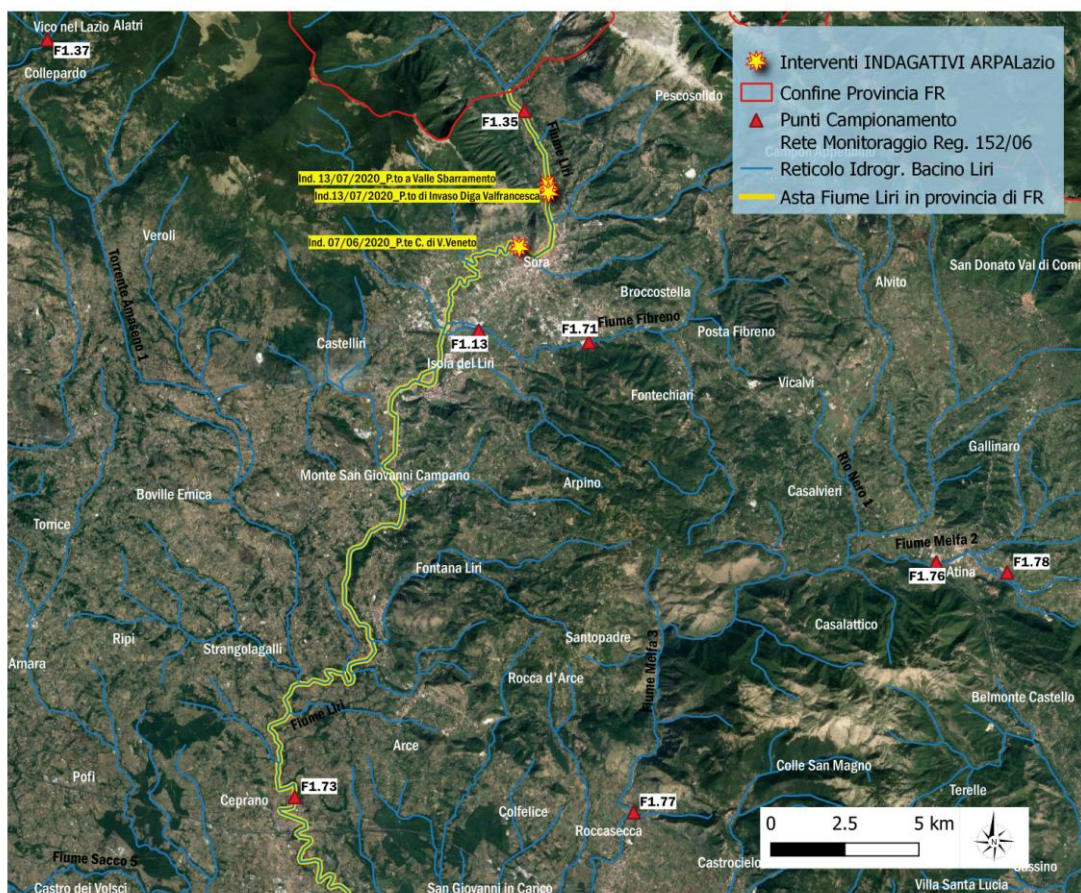 Vico nel Lazio
Alatri
F1.37
Collepardo
Interventi INDAGATIVI ARPALazio
Confine Provincia FR
Punti Campionamento
Rete Monitoraggio Reg. 152/06
Reticolo Idrogr. Bacino Liri
Asta Fiume Liri in provincia di FR
Pescosolido
F1.35
Fiume Liri
Ind. 13/07/2020_P.to a Valle Sbarramento
Ind.13/07/2020_P.to di Invaso Diga Valfrancesca
Ind. 07/06/2020_P.te C. di V.Veneto
Veroli
Torrente Amaseno 1
Sora
Alvito
San Donato Val di Comi
Broccostella
Fiume Fibreno
F1.71
Posta Fibreno
F1.13
Castelliri
Isola del Liri
Vicalvi
Fontechiari
Gallinaro
Monte San Giovanni Campano
Arpino
Boville Ernica
Casalvieri
Rio Nero 1
Torrice
Fiume Melfa 2
F1.76
Atina
F1.78
Fontana Liri
Casalattico
Ripi
Strangolagalli
Santopadre
Fiume Melfa 3
Amara
Rocca d'Arce
Belmonte Castello
Fiume Liri
Arce
Colle San Magno
Pofi
Ceprano
F1.73
Terelle
F1.77
Colfelice
Roccasecca
0 2.5 5 km
N
Fiume Sacco 5
Castro dei Volsci
San Giovanni in Carico
Castrocielo
Villa Santa Lucia